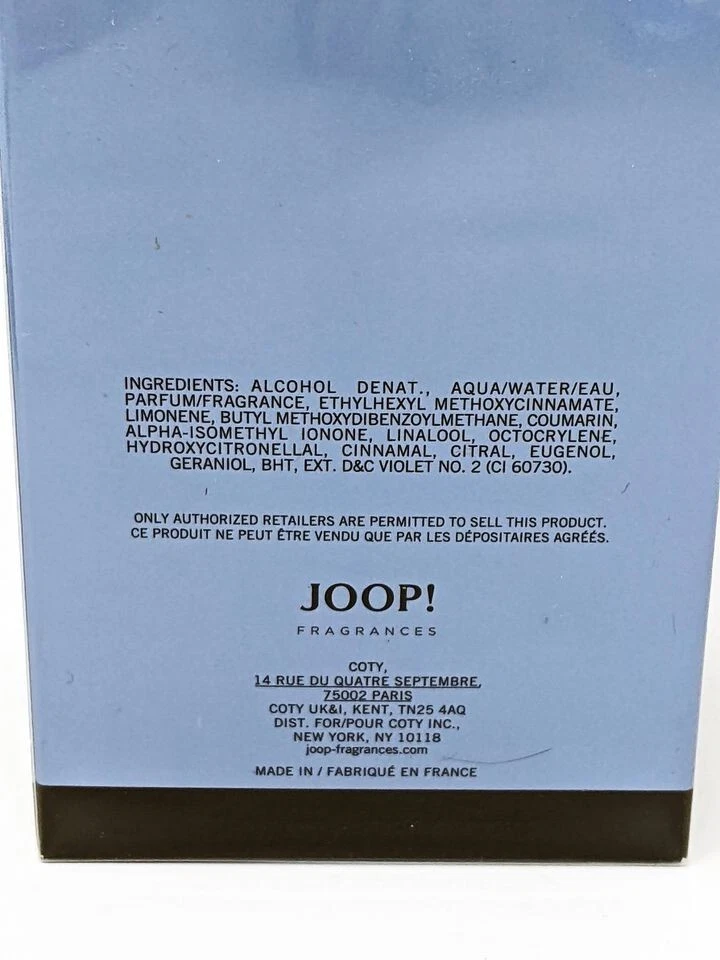 INGREDIENTS: ALCOHOL DENAT., AQUA/WATER/EAU,
PARFUM/FRAGRANCE, ETHYLHEXYL METHOXYCINNAMATE,
LIMONENE, BUTYL METHOXYDIBENZOYLMETHANE, COUMARIN,
ALPHA-ISOMETHYL IONONE, LINALOOL, OCTOCRYLENE,
HYDROXYCITRONELLAL, CINNAMAL, CITRAL, EUGENOL,
GERANIOL, BHT, EXT. D&C VIOLET NO. 2 (CI 60730).
ONLY AUTHORIZED RETAILERS ARE PERMITTED TO SELL THIS PRODUCT.
CE PRODUIT NE PEUT ÊTRE VENDU QUE PAR LES DÉPOSITAIRES AGRÉÉS.
JOOP!
FRAGRANCES
COTY,
14 RUE DU QUATRE SEPTEMBRE,
75002 PARIS
COTY UK&I, KENT, TN25 4AQ
DIST. FOR/POUR COTY INC.,
NEW YORK, NY 10118
joop-fragrances.com
MADE IN / FABRIQUÉ EN FRANCE